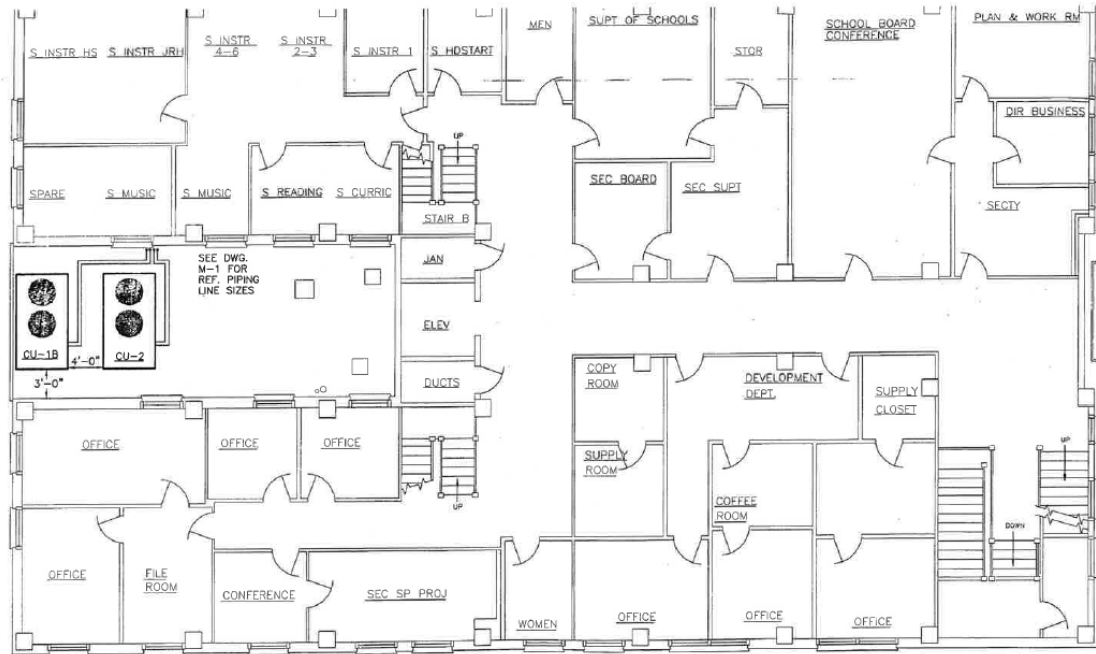 S INSTR HS
S INSTR JRH
S INSTR
4-6
S INSTR
2-3
S INSTR 1
S HDSTART
MEN
SUPT OF SCHOOLS
STOR
SCHOOL BOARD
CONFERENCE
PLAN & WORK RM
DIR BUSINESS
UP
SPARE
S MUSIC
S MUSIC
S READING
S CURRIC
STAIR B
SEC BOARD
SEC SUPT
SECTY
JAN
SEE DWG.
M-1 FOR
REF. PIPING
LINE SIZES
ELEV
CU-1B
4'-0"
CU-2
3'-0"
DUCTS
COPY
ROOM
DEVELOPMENT
DEPT.
SUPPLY
CLOSET
OFFICE
OFFICE
OFFICE
UP
SUPPLY
ROOM
COFFEE
ROOM
UP
DOWN
OFFICE
FILE
ROOM
CONFERENCE
SEC SP PROJ
WOMEN
OFFICE
OFFICE
OFFICE